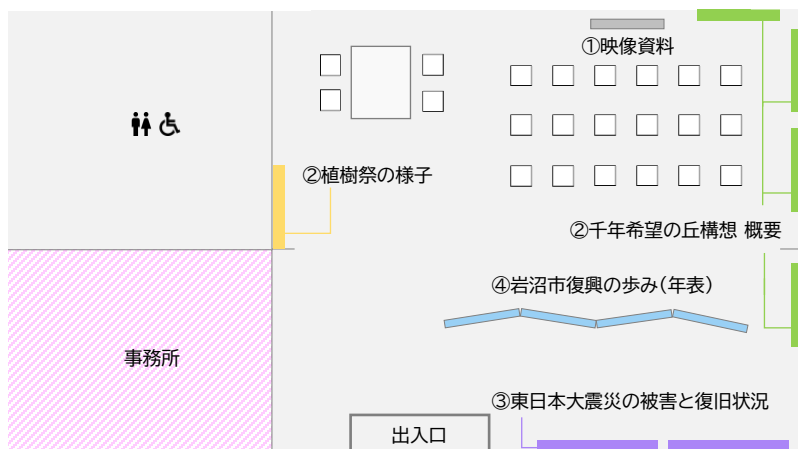 ①映像資料
②植樹祭の様子
②千年希望の丘構想 概要
④岩沼市復興の歩み(年表)
事務所
③東日本大震災の被害と復旧状況
出入口